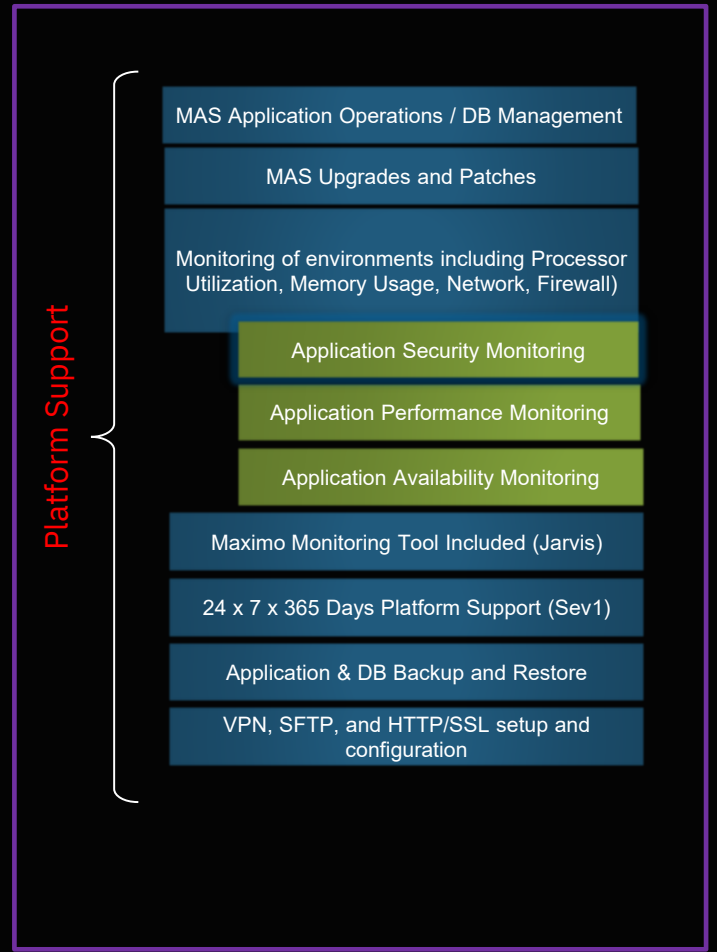 Platform Support
MAS Application Operations / DB Management
MAS Upgrades and Patches
Monitoring of environments including Processor
Utilization, Memory Usage, Network, Firewall)
Application Security Monitoring
Application Performance Monitoring
Application Availability Monitoring
Maximo Monitoring Tool Included (Jarvis)
24 x 7 x 365 Days Platform Support (Sev1)
Application & DB Backup and Restore
VPN, SFTP, and HTTP/SSL setup and
configuration